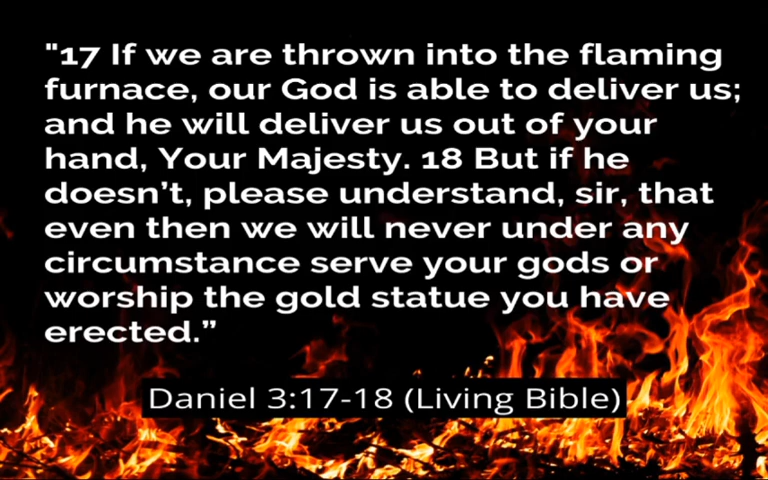 "17 If we are thrown into the flaming
furnace, our God is able to deliver us;
and he will deliver us out of your
hand, Your Majesty. 18 But if he
doesn’t, please understand, sir, that
even then we will never under any
circumstance serve your gods or
worship the gold statue you have
erected.”
Daniel 3:17-18 (Living Bible)